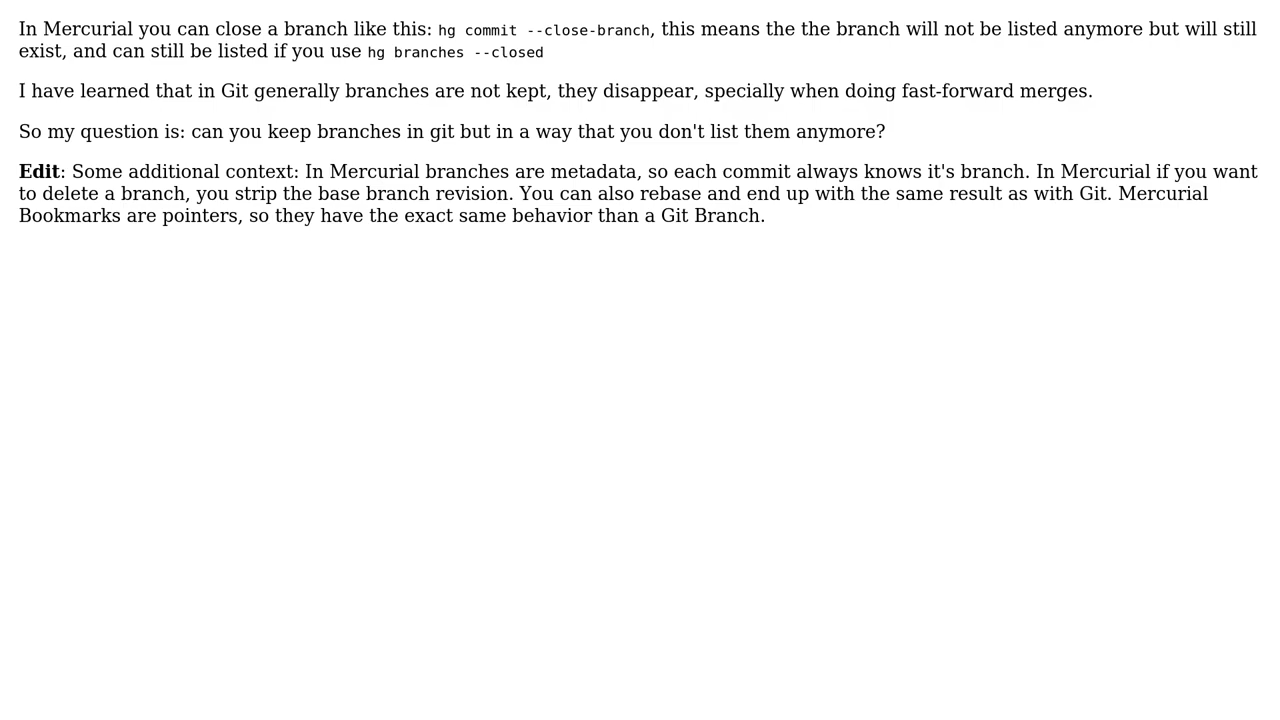 In Mercurial you can close a branch like this: hg commit --close-branch, this means the the branch will not be listed anymore but will still
exist, and can still be listed if you use hg branches --closed
I have learned that in Git generally branches are not kept, they disappear, specially when doing fast-forward merges.
So my question is: can you keep branches in git but in a way that you don't list them anymore?
Edit: Some additional context: In Mercurial branches are metadata, so each commit always knows it's branch. In Mercurial if you want
to delete a branch, you strip the base branch revision. You can also rebase and end up with the same result as with Git. Mercurial
Bookmarks are pointers, so they have the exact same behavior than a Git Branch.